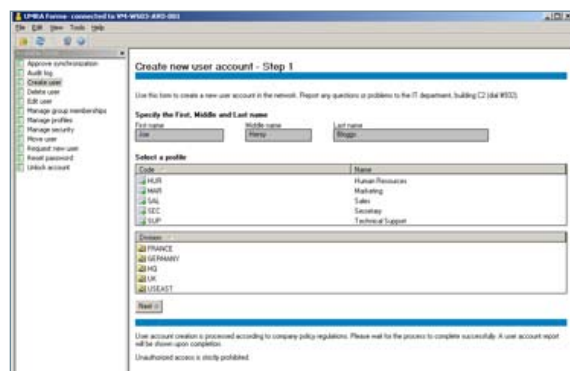 UMRA Forms - connected to VM-WS03-ARD-001
File Edit View Tools Help
Approve synchronization
Audit log
Create user
Delete user
Edit user
Manage group memberships
Manage profiles
Manage security
Move user
Request new user
Reset password
Unlock account
Create new user account - Step 1
Use this form to create a new user account in the network. Report any questions or problems to the IT department, building C2 (dial #932).
Specify the First, Middle and Last name
First name Middle name Last name
Joe Bloggs
Select a profile
Code Name
HUR Human Resources
MAR Marketing
SAL Sales
SEC Secretary
SUP Technical Support
Division
FRANCE
GERMANY
HQ
UK
USEAST
Next >
User account creation is processed according to company policy regulations. Please wait for the process to complete successfully. A user account report
will be shown upon completion.
Unauthorized access is strictly prohibited.